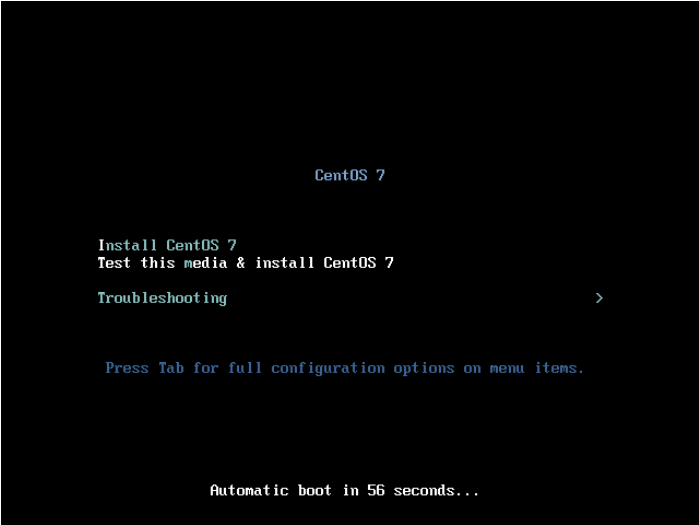 CentOS 7
Install CentOS 7
Test this media & install CentOS 7
Troubleshooting >
Press Tab for full configuration options on menu items.
Automatic boot in 56 seconds...